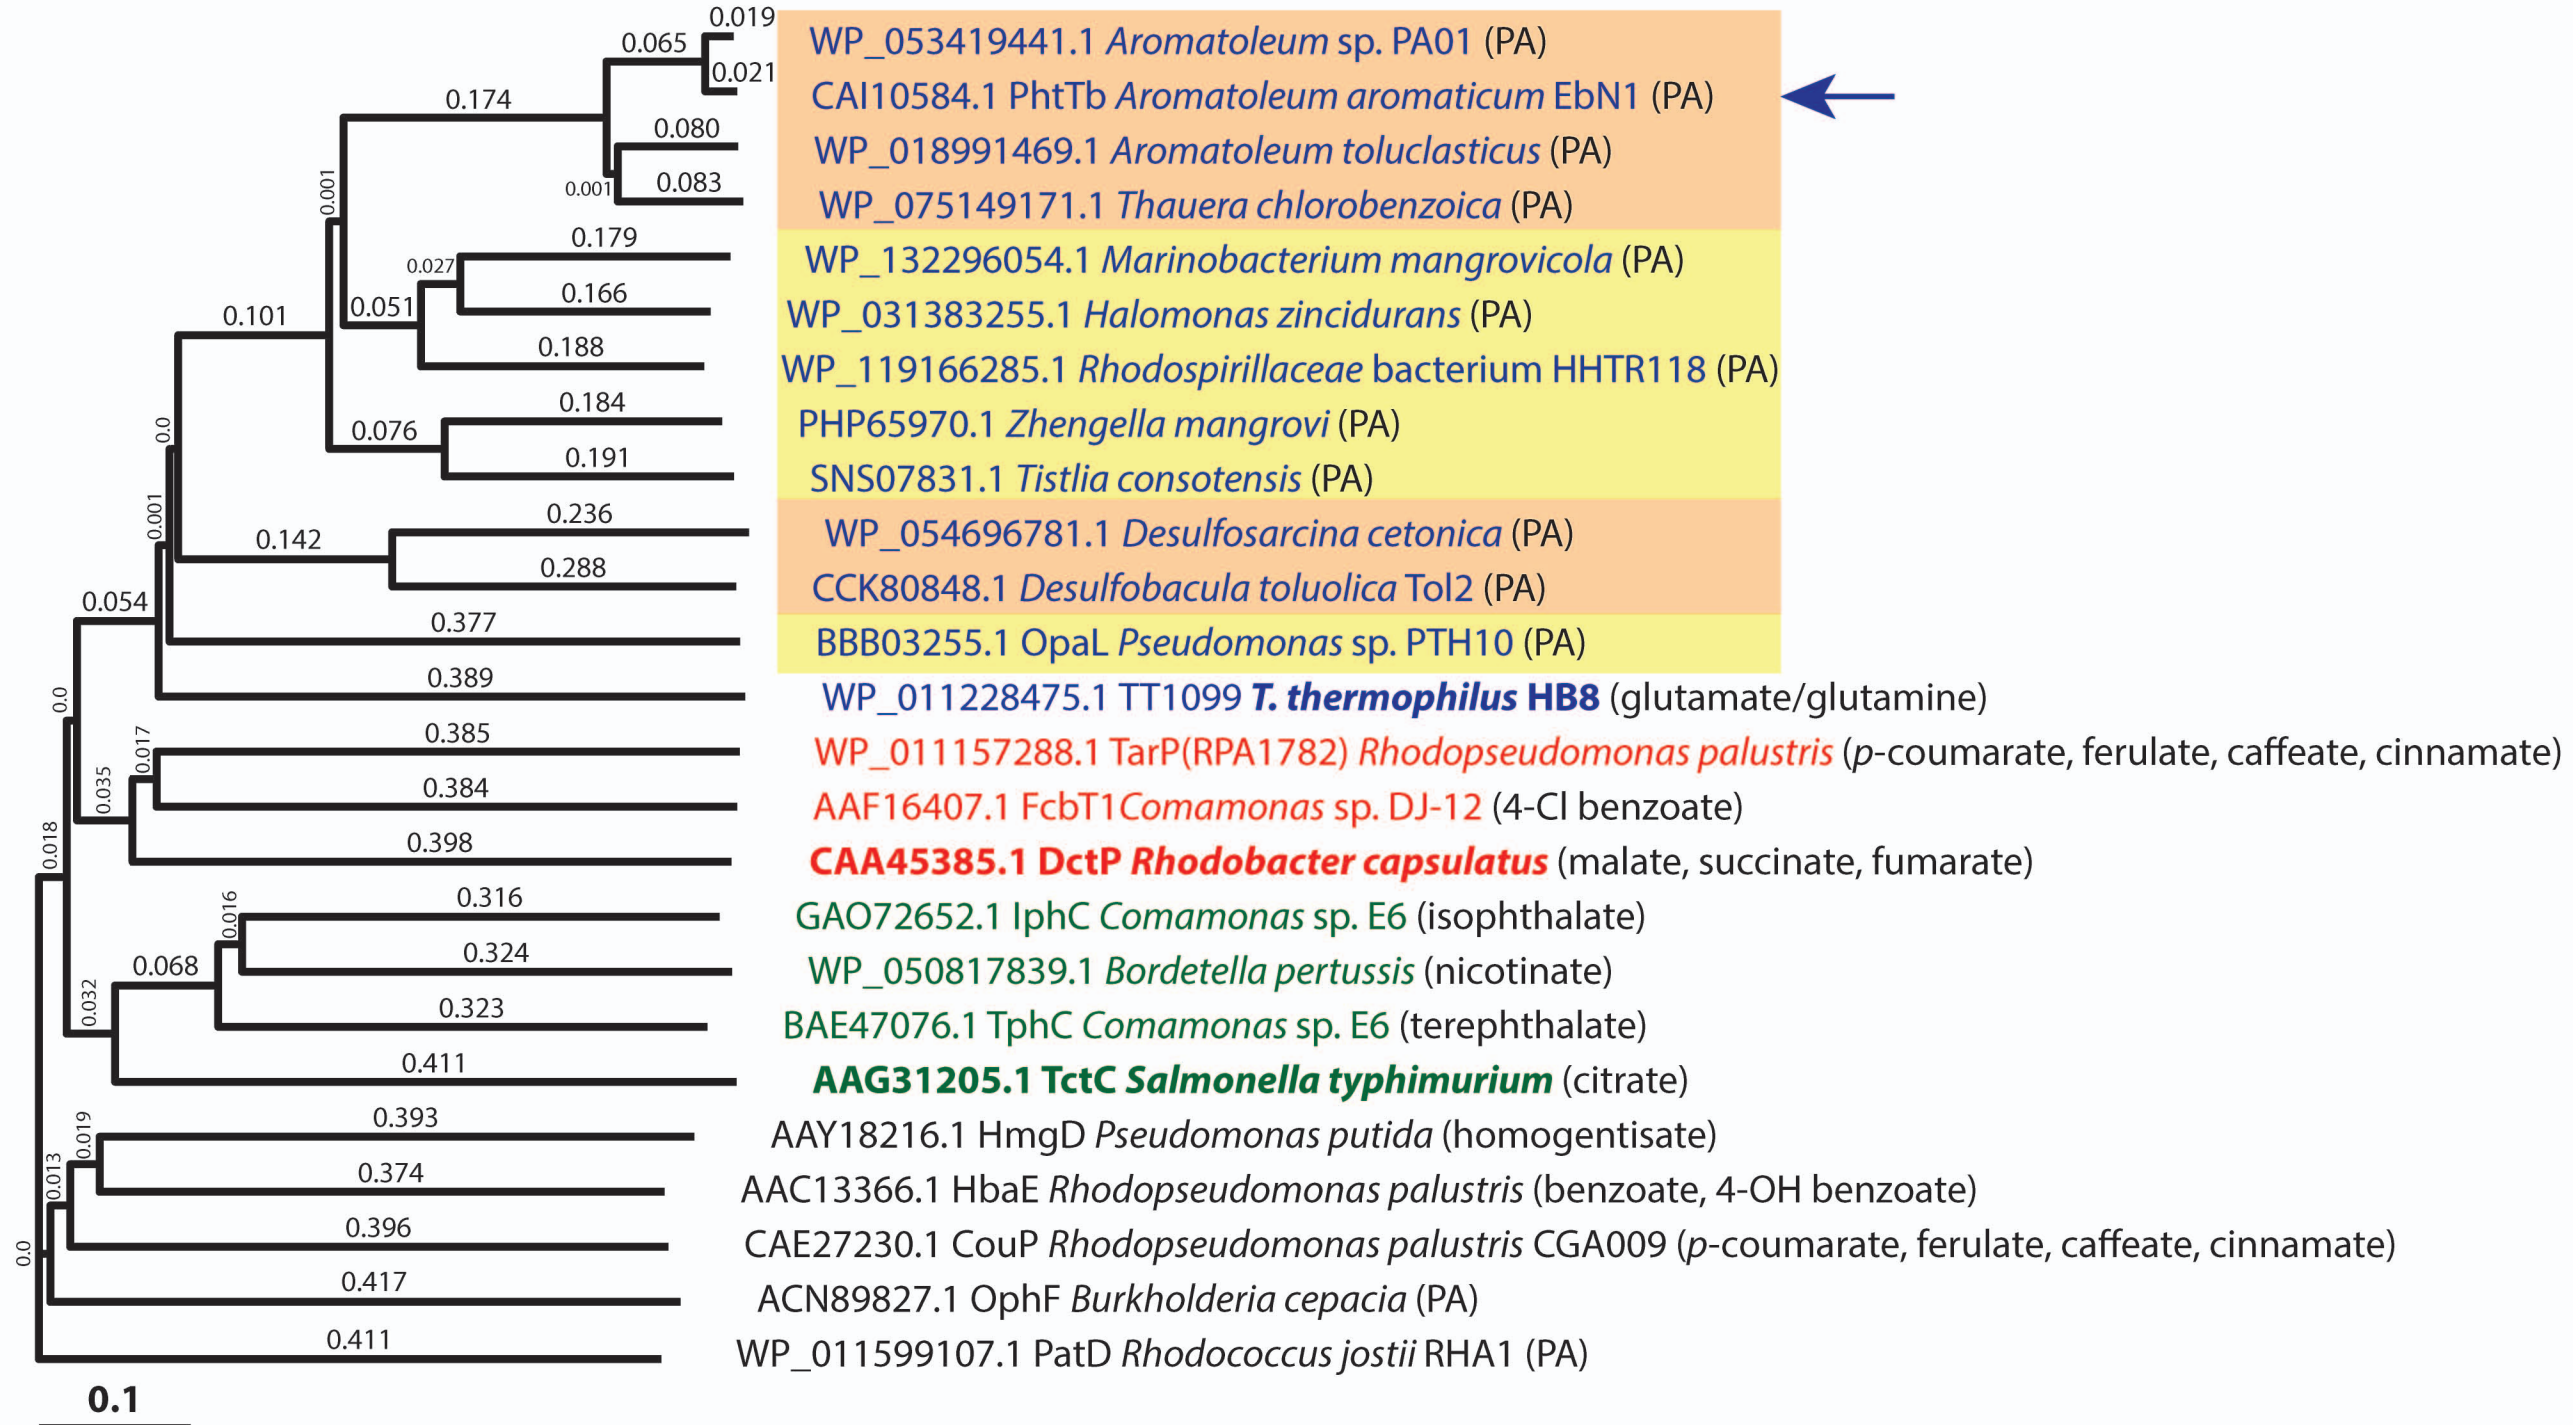 0.019
0.065
WP_053419441.1 Aromatoleum sp. PA01 (PA)
0.021
0.174
CAI10584.1 PhtTb Aromatoleum aromaticum EbN1 (PA)
0.080
WP_018991469.1 Aromatoleum toluclasticus (PA)
0.001
0.001
0.083
WP_075149171.1 Thauera chlorobenzoica (PA)
0.179
WP_132296054.1 Marinobacterium mangrovicola (PA)
0.027
0.051
0.166
WP_031383255.1 Halomonas zincidurans (PA)
0.101
0.188
WP_119166285.1 Rhodospirillaceae bacterium HHTR118 (PA)
0.184
PHP65970.1 Zhengella mangrovi (PA)
0.0
0.076
0.191
SNS07831.1 Tistlia consotensis (PA)
0.001
0.236
WP_054696781.1 Desulfosarcina cetonica (PA)
0.142
0.288
CCK80848.1 Desulfobacula toluolica Tol2 (PA)
0.054
0.377
BBB03255.1 OpaL Pseudomonas sp. PTH10 (PA)
0.0
0.389
WP_011228475.1 TT1099 T. thermophilus HB8 (glutamate/glutamine)
0.017
0.385
WP_011157288.1 TarP(RPA1782) Rhodopseudomonas palustris (p-coumarate, ferulate, caffeate, cinnamate)
0.035
0.384
AAF16407.1 FcbT1Comamonas sp. DJ-12 (4-Cl benzoate)
0.018
0.398
CAA45385.1 DctP Rhodobacter capsulatus (malate, succinate, fumarate)
0.016
0.316
GAO72652.1 IphC Comamonas sp. E6 (isophthalate)
0.068
0.324
WP_050817839.1 Bordetella pertussis (nicotinate)
0.032
0.323
BAE47076.1 TphC Comamonas sp. E6 (terephthalate)
0.411
AAG31205.1 TctC Salmonella typhimurium (citrate)
0.019
0.393
AAY18216.1 HmgD Pseudomonas putida (homogentisate)
0.013
0.374
AAC13366.1 HbaE Rhodopseudomonas palustris (benzoate, 4-OH benzoate)
0.0
0.396
CAE27230.1 CouP Rhodopseudomonas palustris CGA009 (p-coumarate, ferulate, caffeate, cinnamate)
0.417
ACN89827.1 OphF Burkholderia cepacia (PA)
0.411
WP_011599107.1 PatD Rhodococcus jostii RHA1 (PA)
0.1